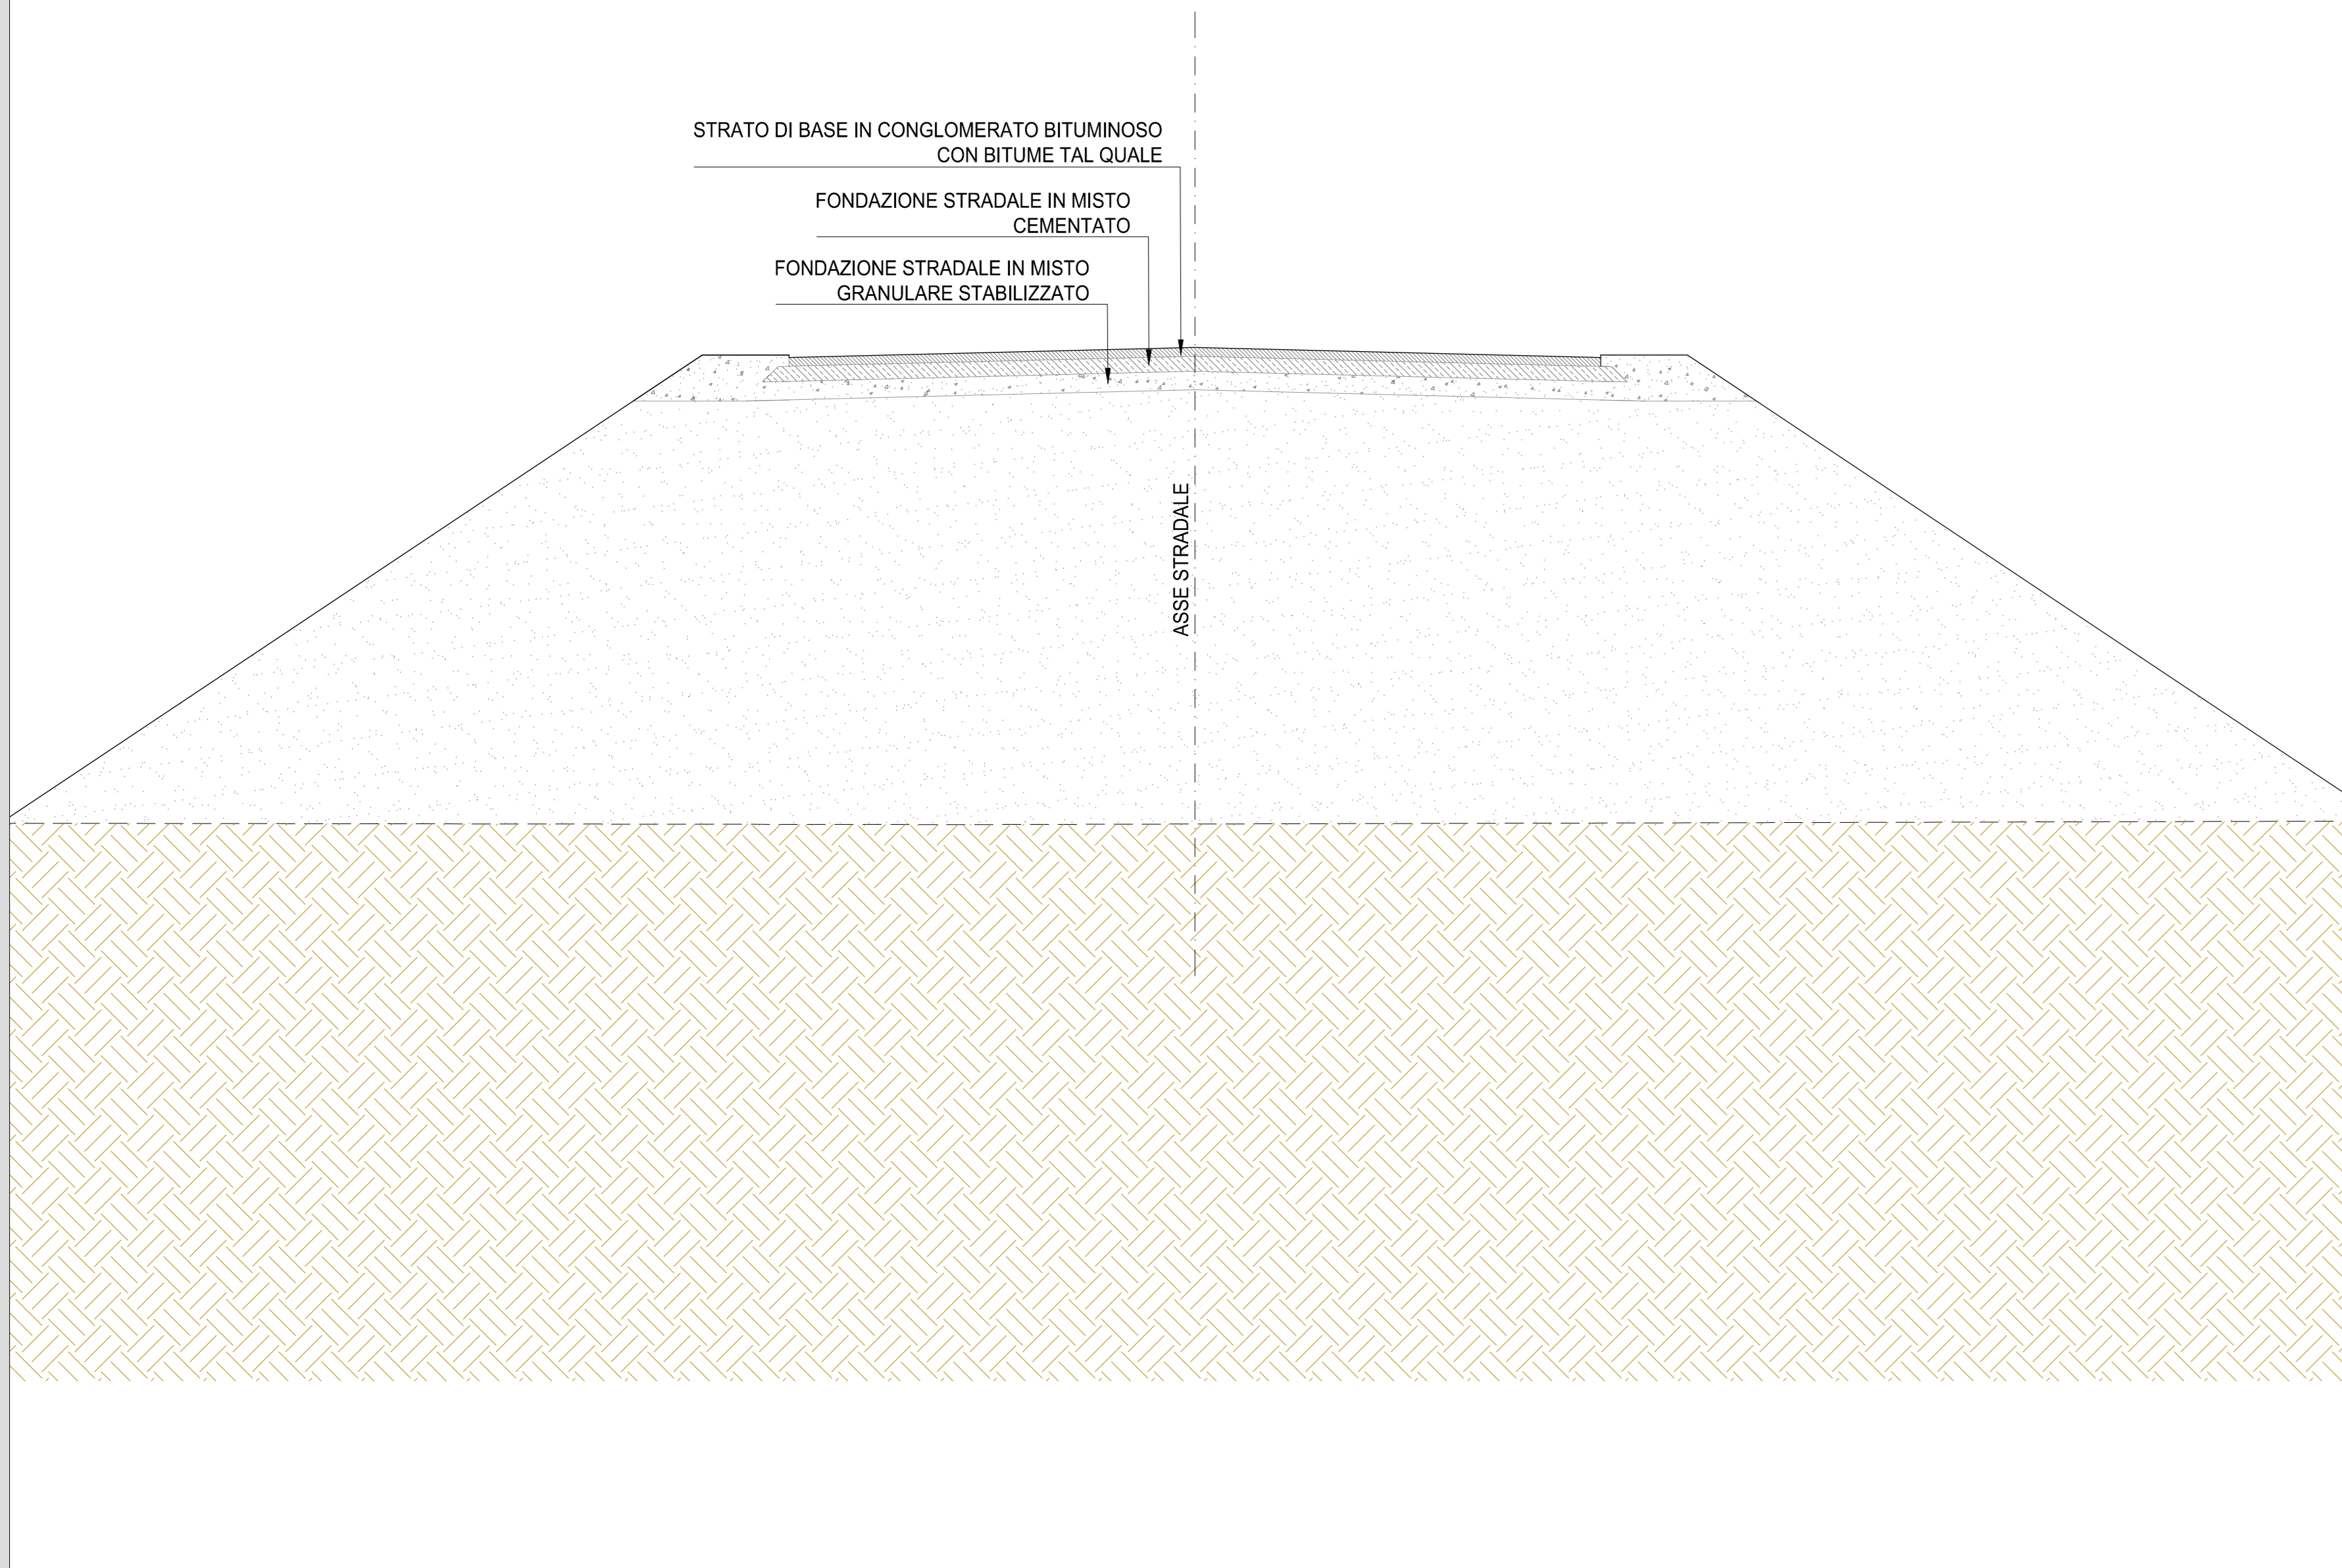 STRATO DI BASE IN CONGLOMERATO BITUMINOSO
CON BITUME TAL QUALE
FONDAZIONE STRADALE IN MISTO
CEMENTATO
FONDAZIONE STRADALE IN MISTO
GRANULARE STABILIZZATO
ASSE STRADALE